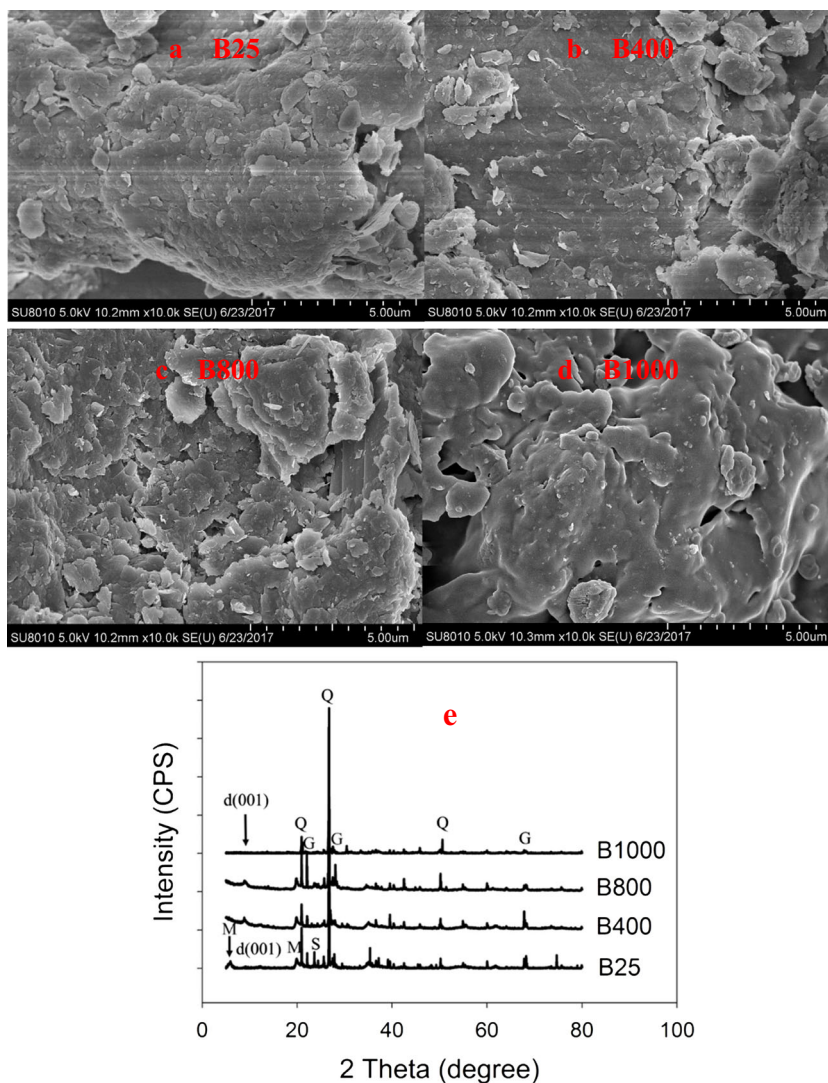 a B25
b B400
SU8010 5.0kV 10.2mm x10.0k SE(U) 6/23/2017 5.00um
SU8010 5.0kV 10.2mm x10.0k SE(U) 6/23/2017 5.00um
c B800
d B1000
SU8010 5.0kV 10.2mm x10.0k SE(U) 6/23/2017 5.00um
SU8010 5.0kV 10.3mm x10.0k SE(U) 6/23/2017 5.00um
e
Q
d(001)
Q
Q
G
G
G
B1000
B800
B400
M
d(001)
M
S
B25
Intensity (CPS)
0 20 40 60 80 100
2 Theta (degree)